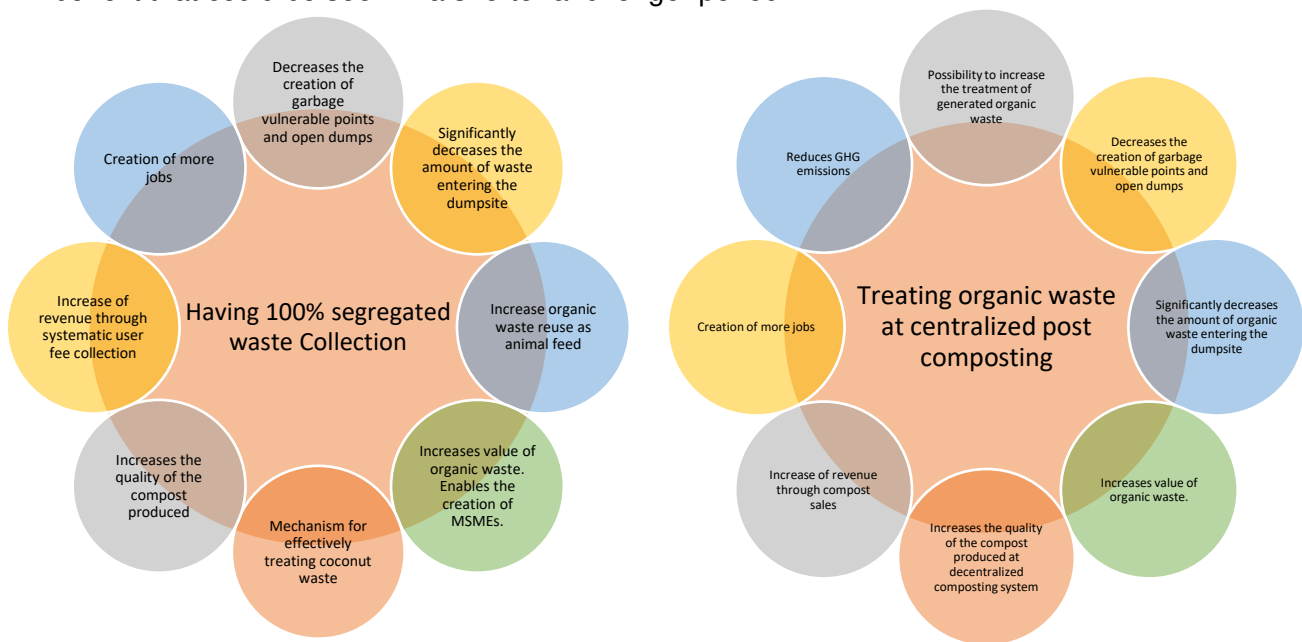 Decreases the
creation of
garbage
vulnerable points
and open dumps
Significantly
decreases the
amount of waste
entering the
dumpsite
Increase organic
waste reuse as
animal feed
Increases value of
organic waste.
Enables the
creation of
MSMEs.
Mechanism for
effectively
treating coconut
waste
Increases the
quality of the
compost
produced
Increase of
revenue through
systematic user
fee collection
Creation of more
jobs
Having 100% segregated
waste Collection
Possibility to increase
the treatment of
generated organic
waste
Decreases the
creation of garbage
vulnerable points and
open dumps
Significantly decreases
the amount of organic
waste entering the
dumpsite
Increases value of
organic waste.
Increases the quality
of the compost
produced at
decentralized
composting system
Increase of revenue
through compost
sales
Creation of more jobs
Reduces GHG
emissions
Treating organic waste
at centralized post
composting